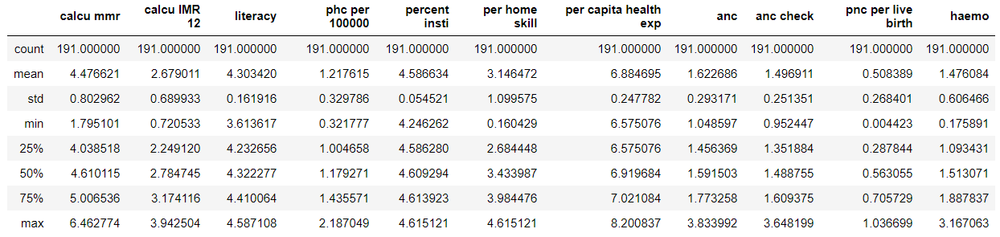 calcu mmr calcu IMR 12 literacy phc per 100000 percent insti per home skill per capita health exp anc anc check pnc per live birth haemo
count 191.000000 191.000000 191.000000 191.000000 191.000000 191.000000 191.000000 191.000000 191.000000 191.000000 191.000000
mean 4.476621 2.679011 4.303420 1.217615 4.586634 3.146472 6.884695 1.622686 1.496911 0.508389 1.476084
std 0.802962 0.689933 0.161916 0.329786 0.054521 1.099575 0.247782 0.293171 0.251351 0.268401 0.606466
min 1.795101 0.720533 3.613617 0.321777 4.246262 0.160429 6.575076 1.048597 0.952447 0.004423 0.175891
25% 4.038518 2.249120 4.232656 1.004658 4.586280 2.684448 6.575076 1.456369 1.351884 0.287844 1.093431
50% 4.610115 2.784745 4.322277 1.179271 4.609294 3.433987 6.919684 1.591503 1.488755 0.563055 1.513071
75% 5.006536 3.174116 4.410064 1.435571 4.613923 3.984476 7.021084 1.773258 1.609375 0.705729 1.887837
max 6.462774 3.942504 4.587108 2.187049 4.615121 4.615121 8.200837 3.833992 3.648199 1.036699 3.167063